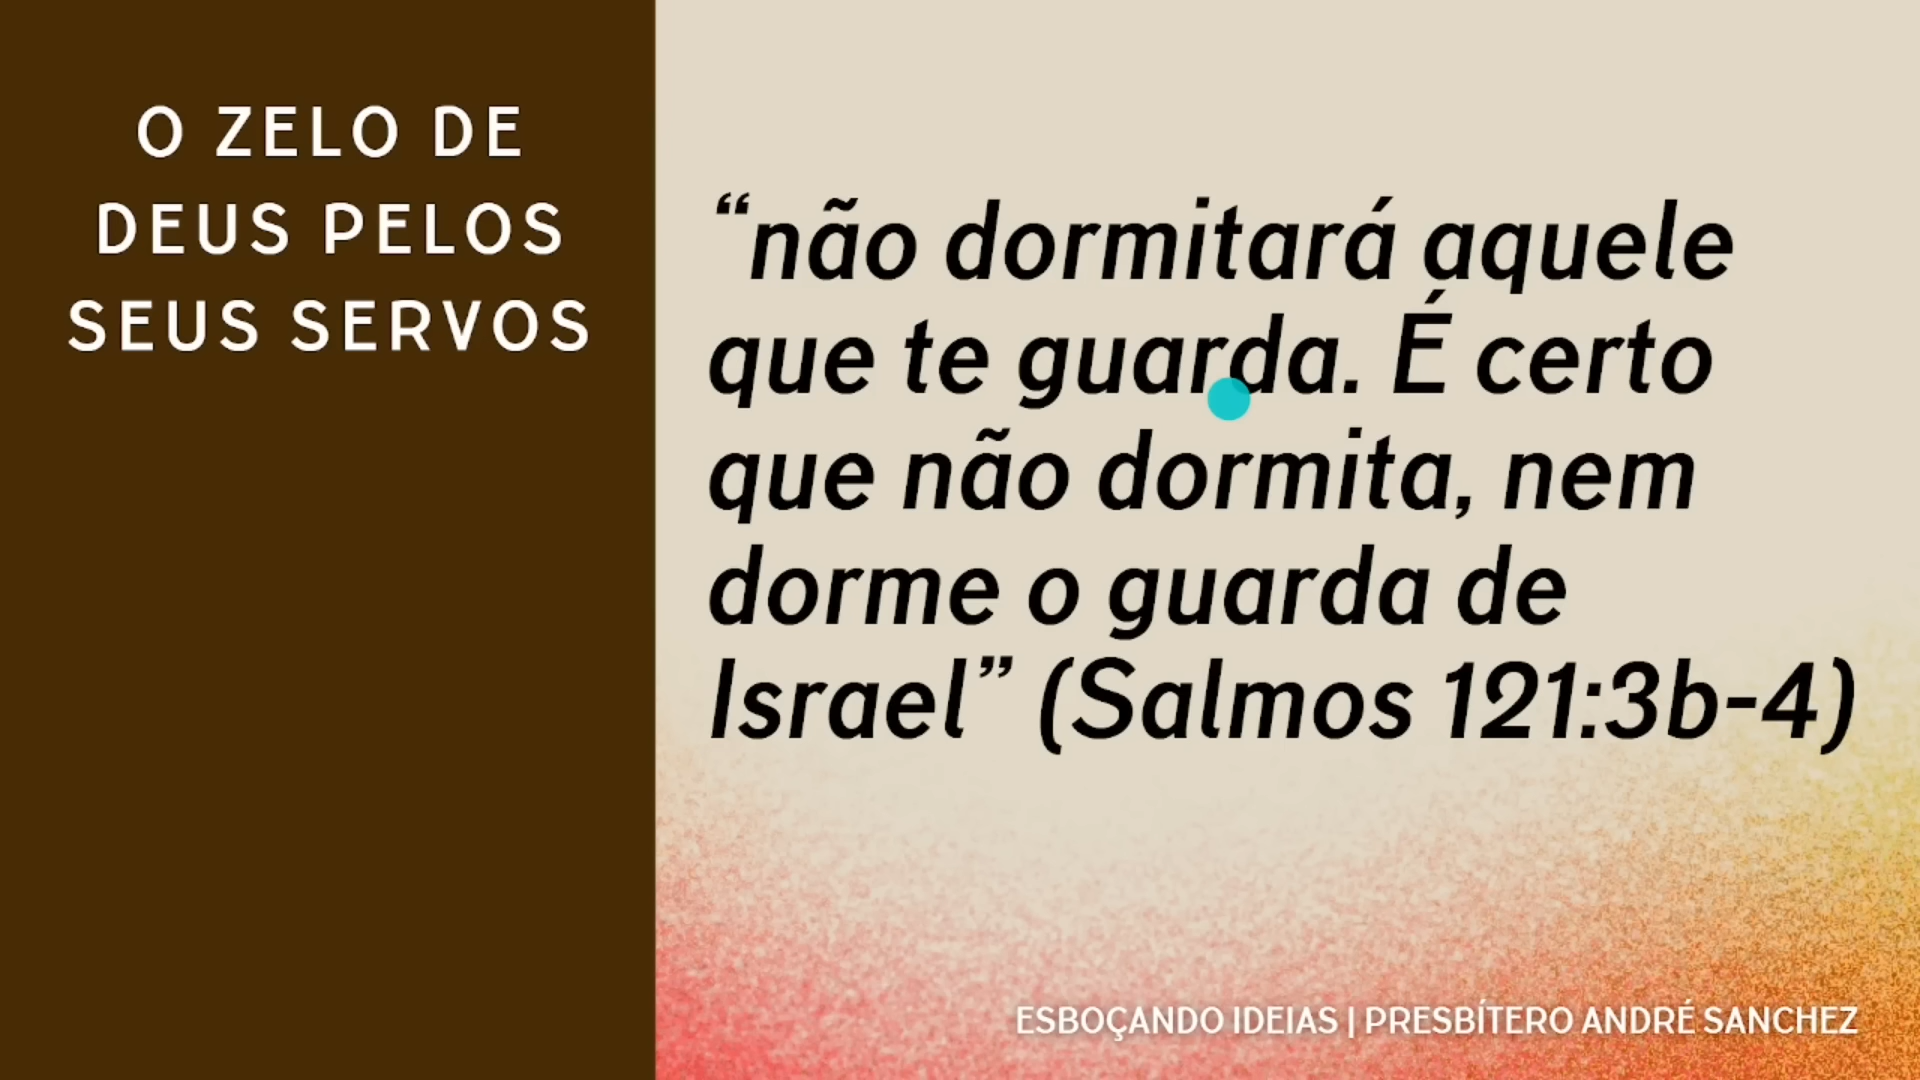 O ZELO DE
DEUS PELOS
SEUS SERVOS
“não dormitará aquele
que te guarda. É certo
que não dormita, nem
dorme o guarda de
Israel” (Salmos 121:3b-4)
ESBOÇANDO IDEIAS | PRESBÍTERO ANDRÉ SANCHEZ